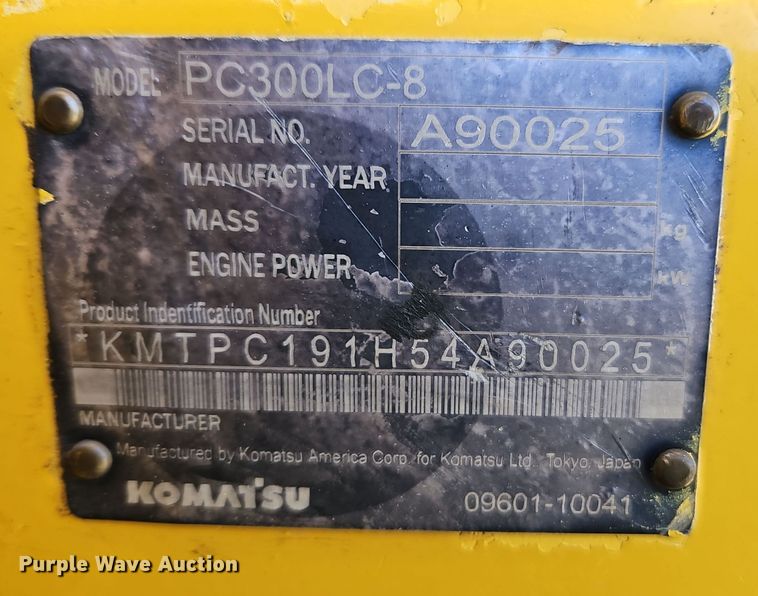 MODEL PC300LC-8
SERIAL NO. A90025
MANUFACT. YEAR
MASS kg
ENGINE POWER kW
Product Indentification Number
*KMTPC191H54A90025*
MANUFACTURER
Manufactured by Komatsu America Corp. for Komatsu Ltd., Tokyo, Japan
KOMATSU 09601-10041
Purple Wave Auction